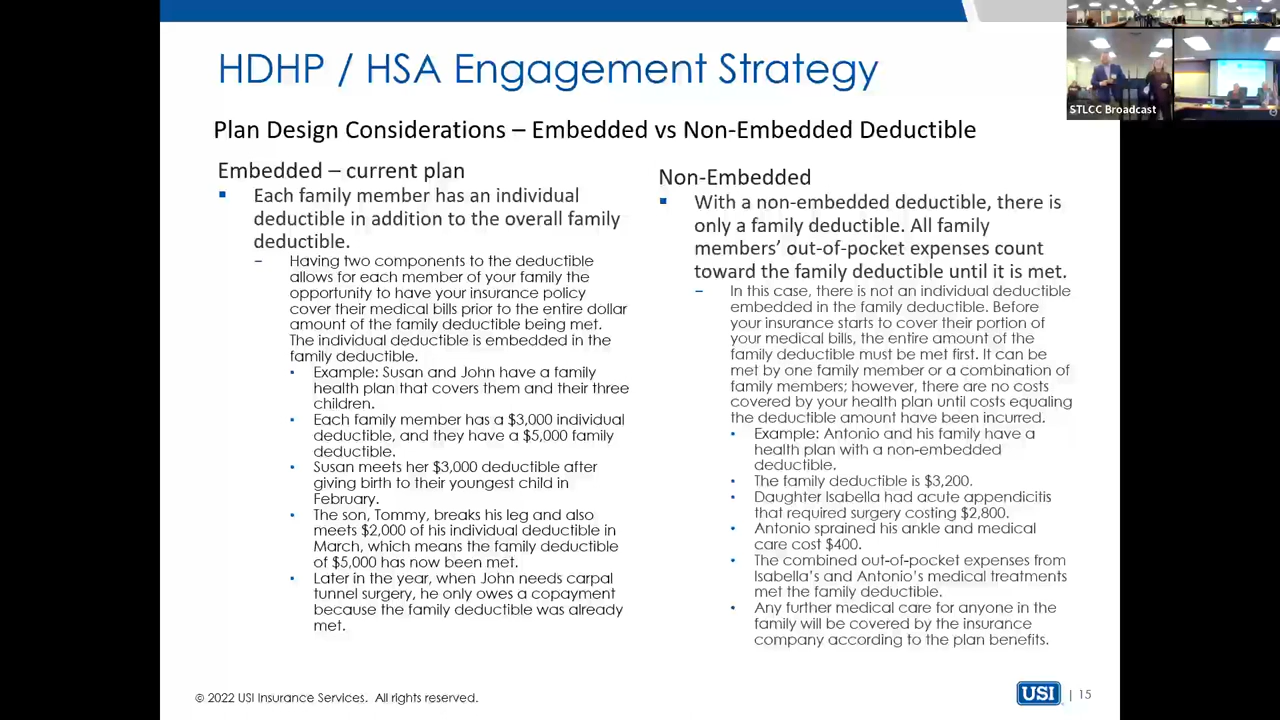 HDHP / HSA Engagement Strategy
STLCC Broadcast
Plan Design Considerations – Embedded vs Non-Embedded Deductible
Embedded – current plan
Each family member has an individual
deductible in addition to the overall family
deductible.
Having two components to the deductible
allows for each member of your family the
opportunity to have your insurance policy
cover their medical bills prior to the entire dollar
amount of the family deductible being met.
The individual deductible is embedded in the
family deductible.
Example: Susan and John have a family
health plan that covers them and their three
children.
Each family member has a $3,000 individual
deductible, and they have a $5,000 family
deductible.
Susan meets her $3,000 deductible after
giving birth to their youngest child in
February.
The son, Tommy, breaks his leg and also
meets $2,000 of his individual deductible in
March, which means the family deductible
of $5,000 has now been met.
Later in the year, when John needs carpal
tunnel surgery, he only owes a copayment
because the family deductible was already
met.
Non-Embedded
With a non-embedded deductible, there is
only a family deductible. All family
members' out-of-pocket expenses count
toward the family deductible until it is met.
In this case, there is not an individual deductible
embedded in the family deductible. Before
your insurance starts to cover their portion of
your medical bills, the entire amount of the
family deductible must be met first. It can be
met by one family member or a combination of
family members; however, there are no costs
covered by your health plan until costs equaling
the deductible amount have been incurred.
Example: Antonio and his family have a
health plan with a non-embedded
deductible.
The family deductible is $3,200.
Daughter Isabella had acute appendicitis
that required surgery costing $2,800.
Antonio sprained his ankle and medical
care cost $400.
The combined out-of-pocket expenses from
Isabella's and Antonio's medical treatments
met the family deductible.
Any further medical care for anyone in the
family will be covered by the insurance
company according to the plan benefits.
© 2022 USI Insurance Services. All rights reserved.
USI | 15